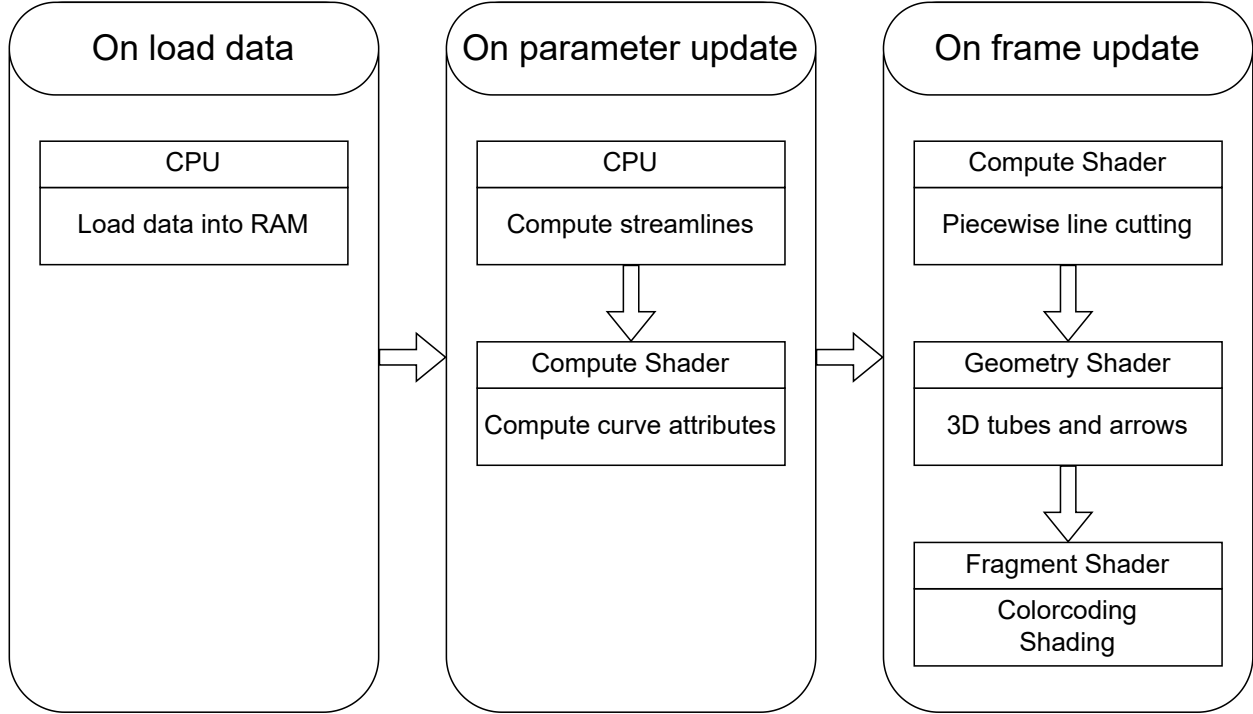 On load data
CPU
Load data into RAM
On parameter update
CPU
Compute streamlines
Compute Shader
Compute curve attributes
On frame update
Compute Shader
Piecewise line cutting
Geometry Shader
3D tubes and arrows
Fragment Shader
Colorcoding
Shading